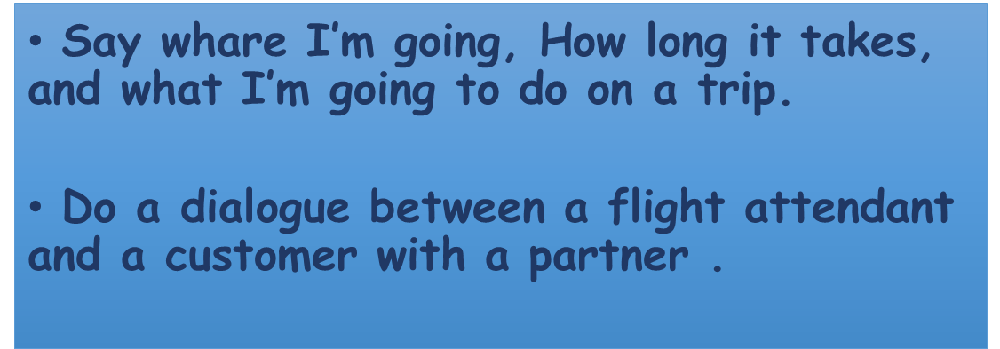 • Say whare I'm going, How long it takes,
and what I'm going to do on a trip.
• Do a dialogue between a flight attendant
and a customer with a partner .